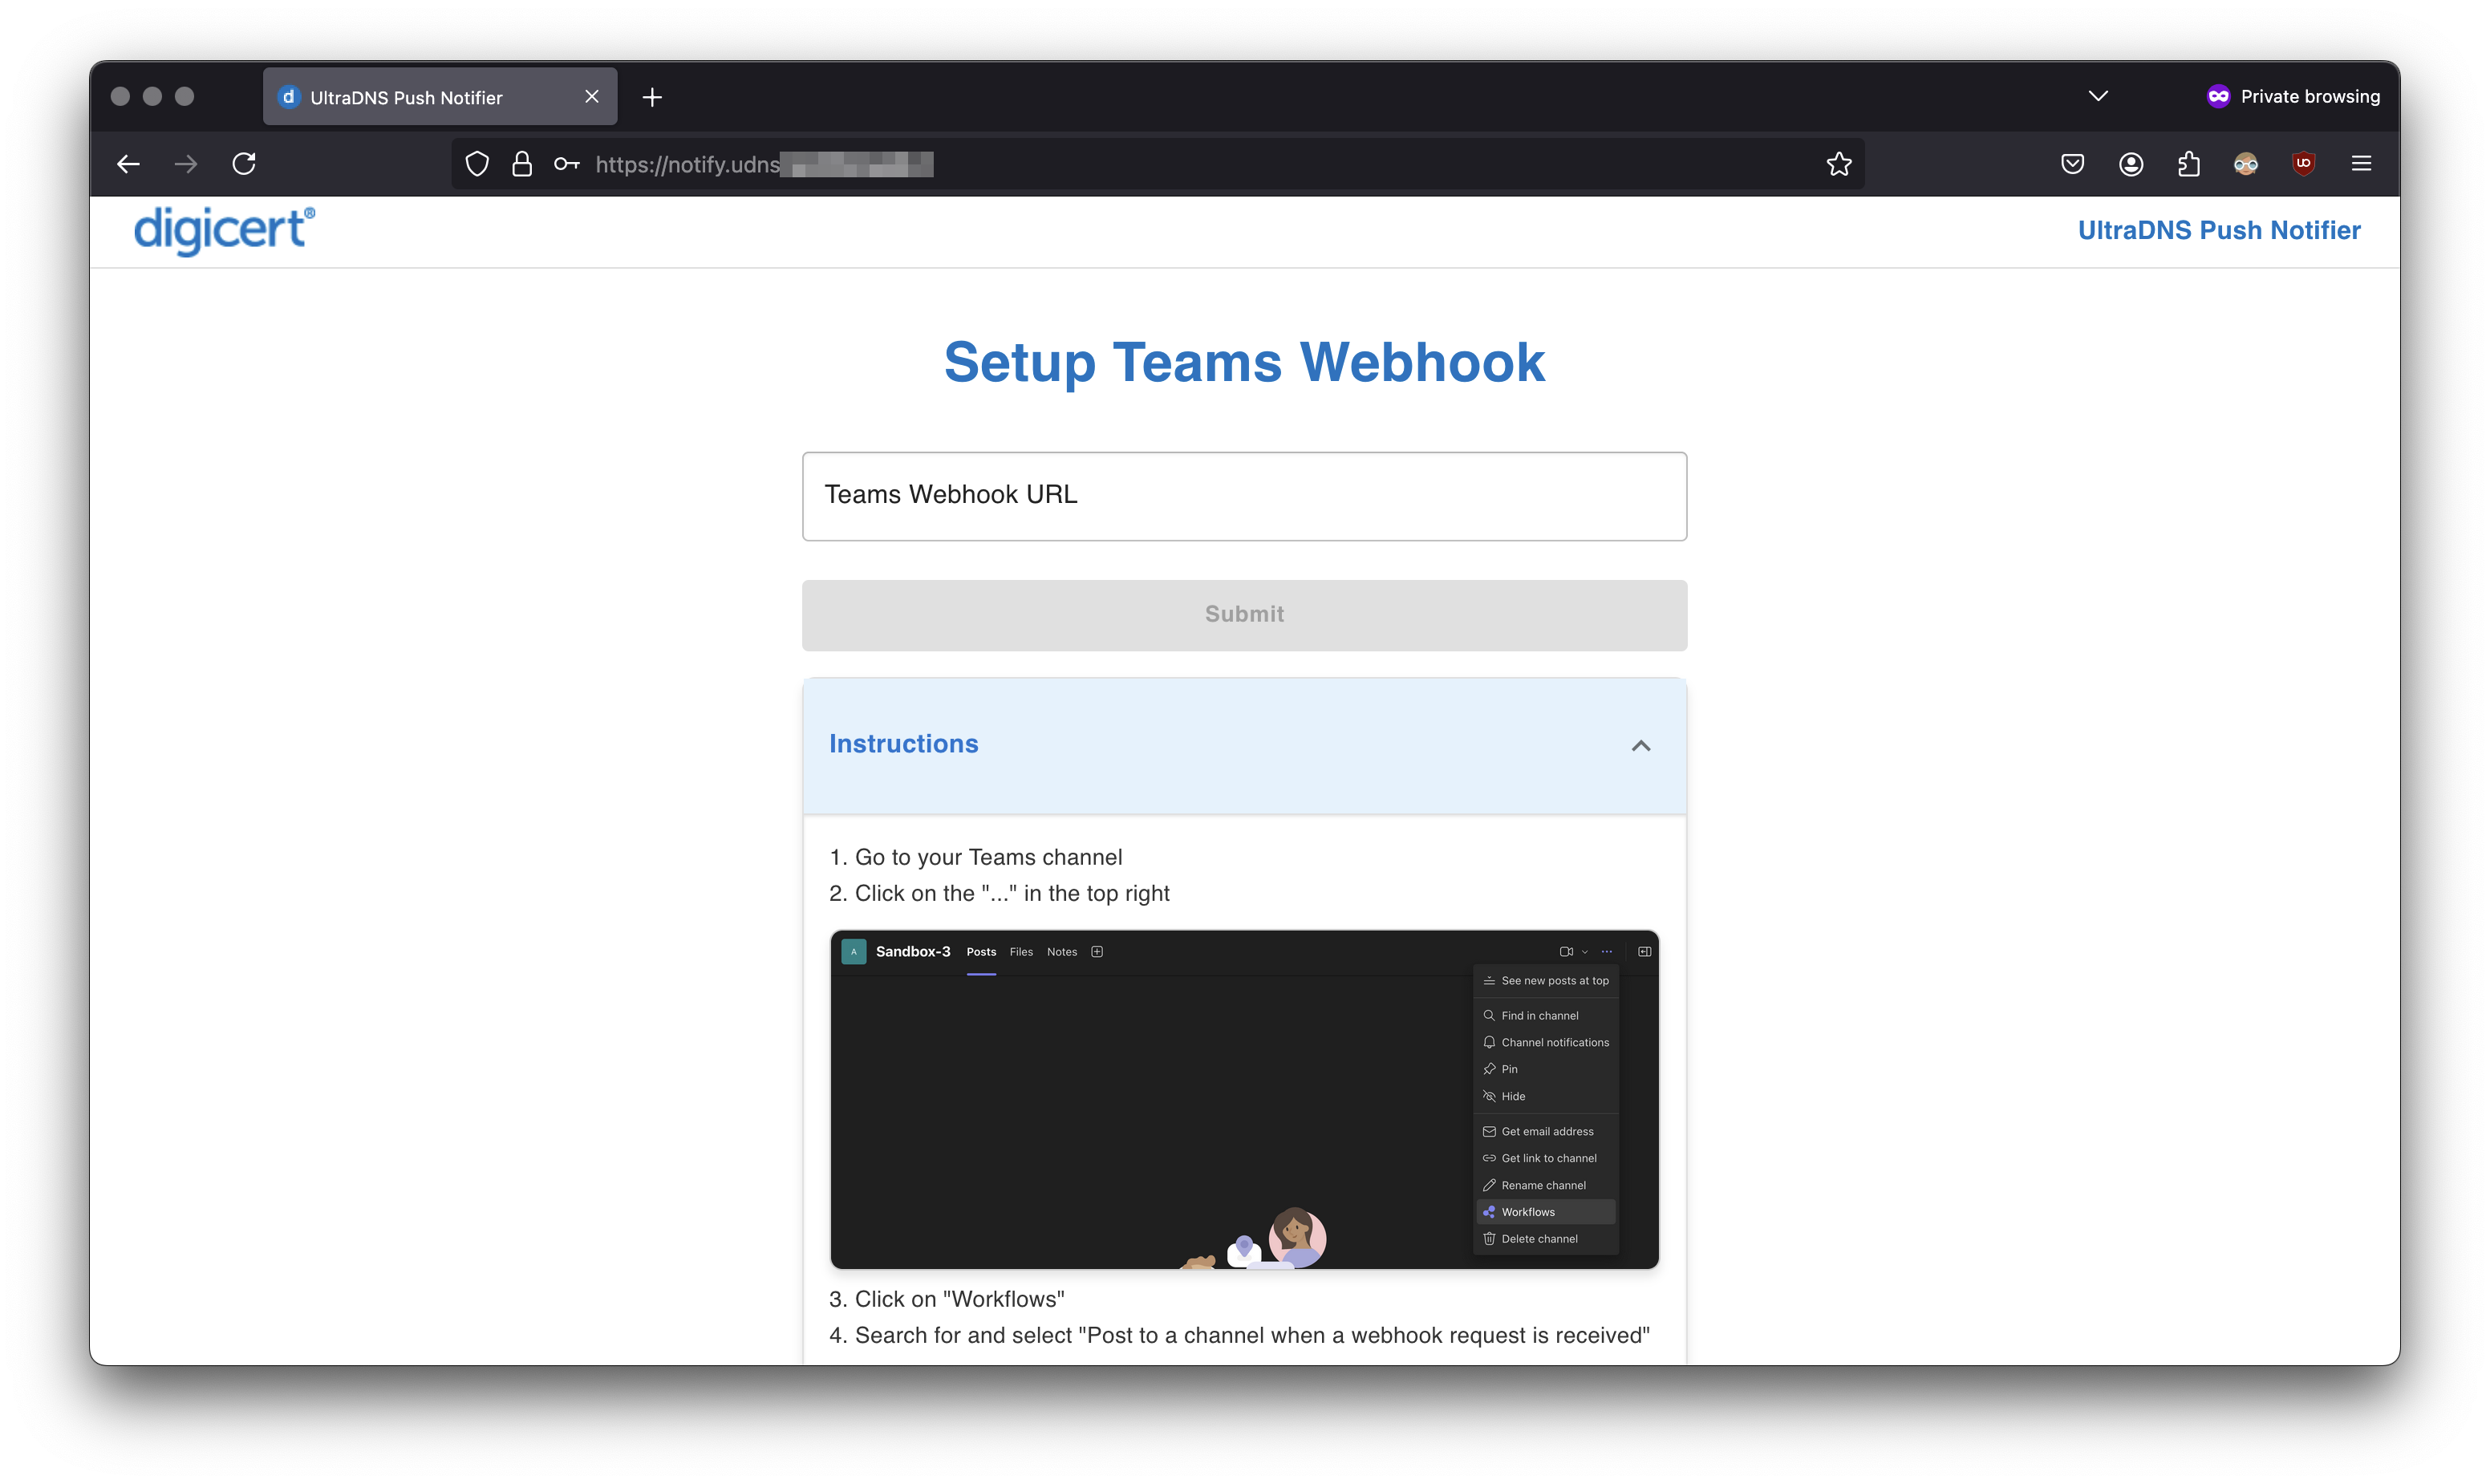 d UltraDNS Push Notifier
Private browsing
https://notify.udns
digicert®
UltraDNS Push Notifier
Setup Teams Webhook
Teams Webhook URL
Submit
Instructions
1. Go to your Teams channel
2. Click on the "..." in the top right
A Sandbox-3 Posts Files Notes
See new posts at top
Find in channel
Channel notifications
Pin
Hide
Get email address
Get link to channel
Rename channel
Workflows
Delete channel
3. Click on "Workflows"
4. Search for and select "Post to a channel when a webhook request is received"